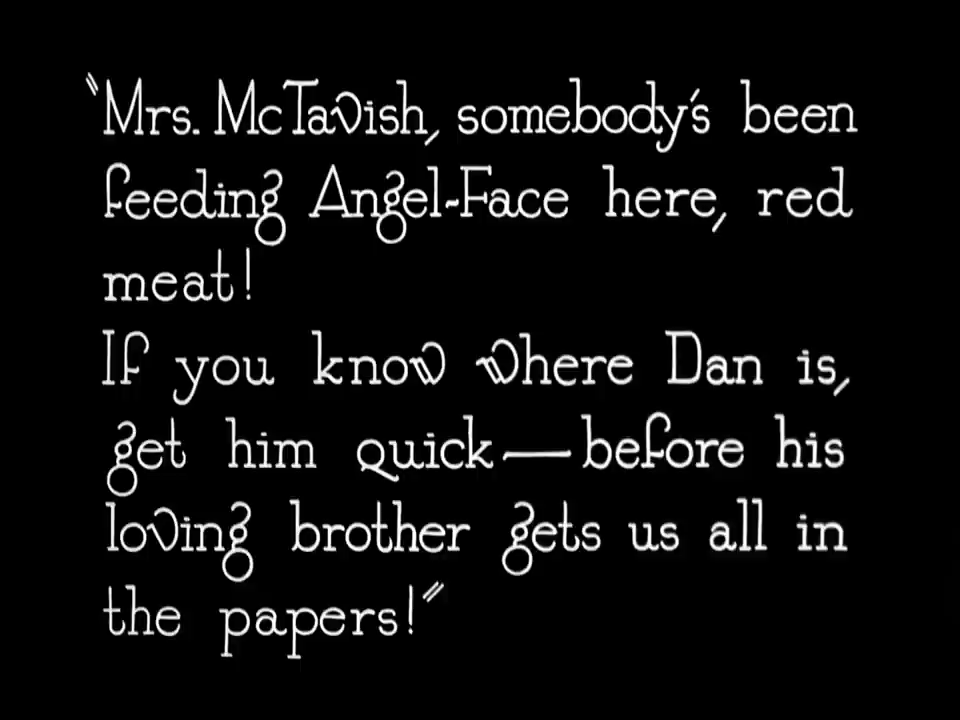 "Mrs. McTavish, somebody's been
feeding Angel-Face here, red
meat!
If you know where Dan is,
get him quick—before his
loving brother gets us all in
the papers!"